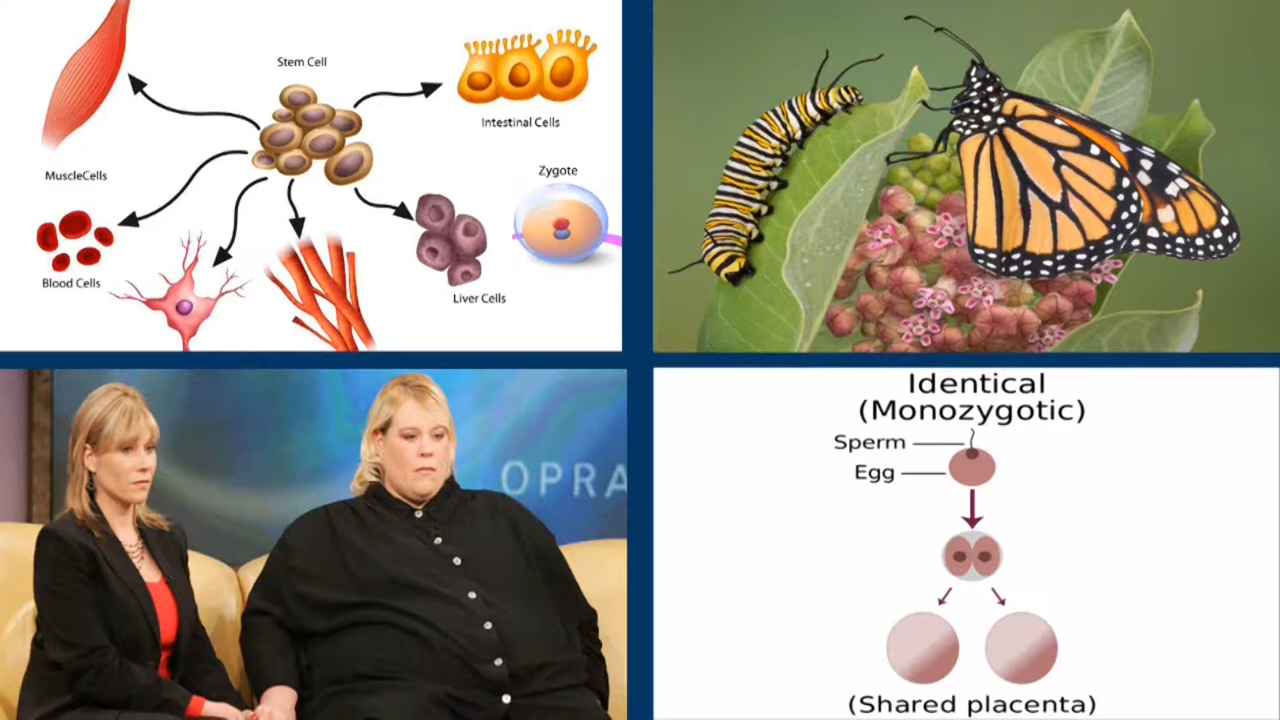 Stem Cell
Intestinal Cells
MuscleCells
Zygote
Blood Cells
Liver Cells
OPRA
Identical
(Monozygotic)
Sperm
Egg
(Shared placenta)